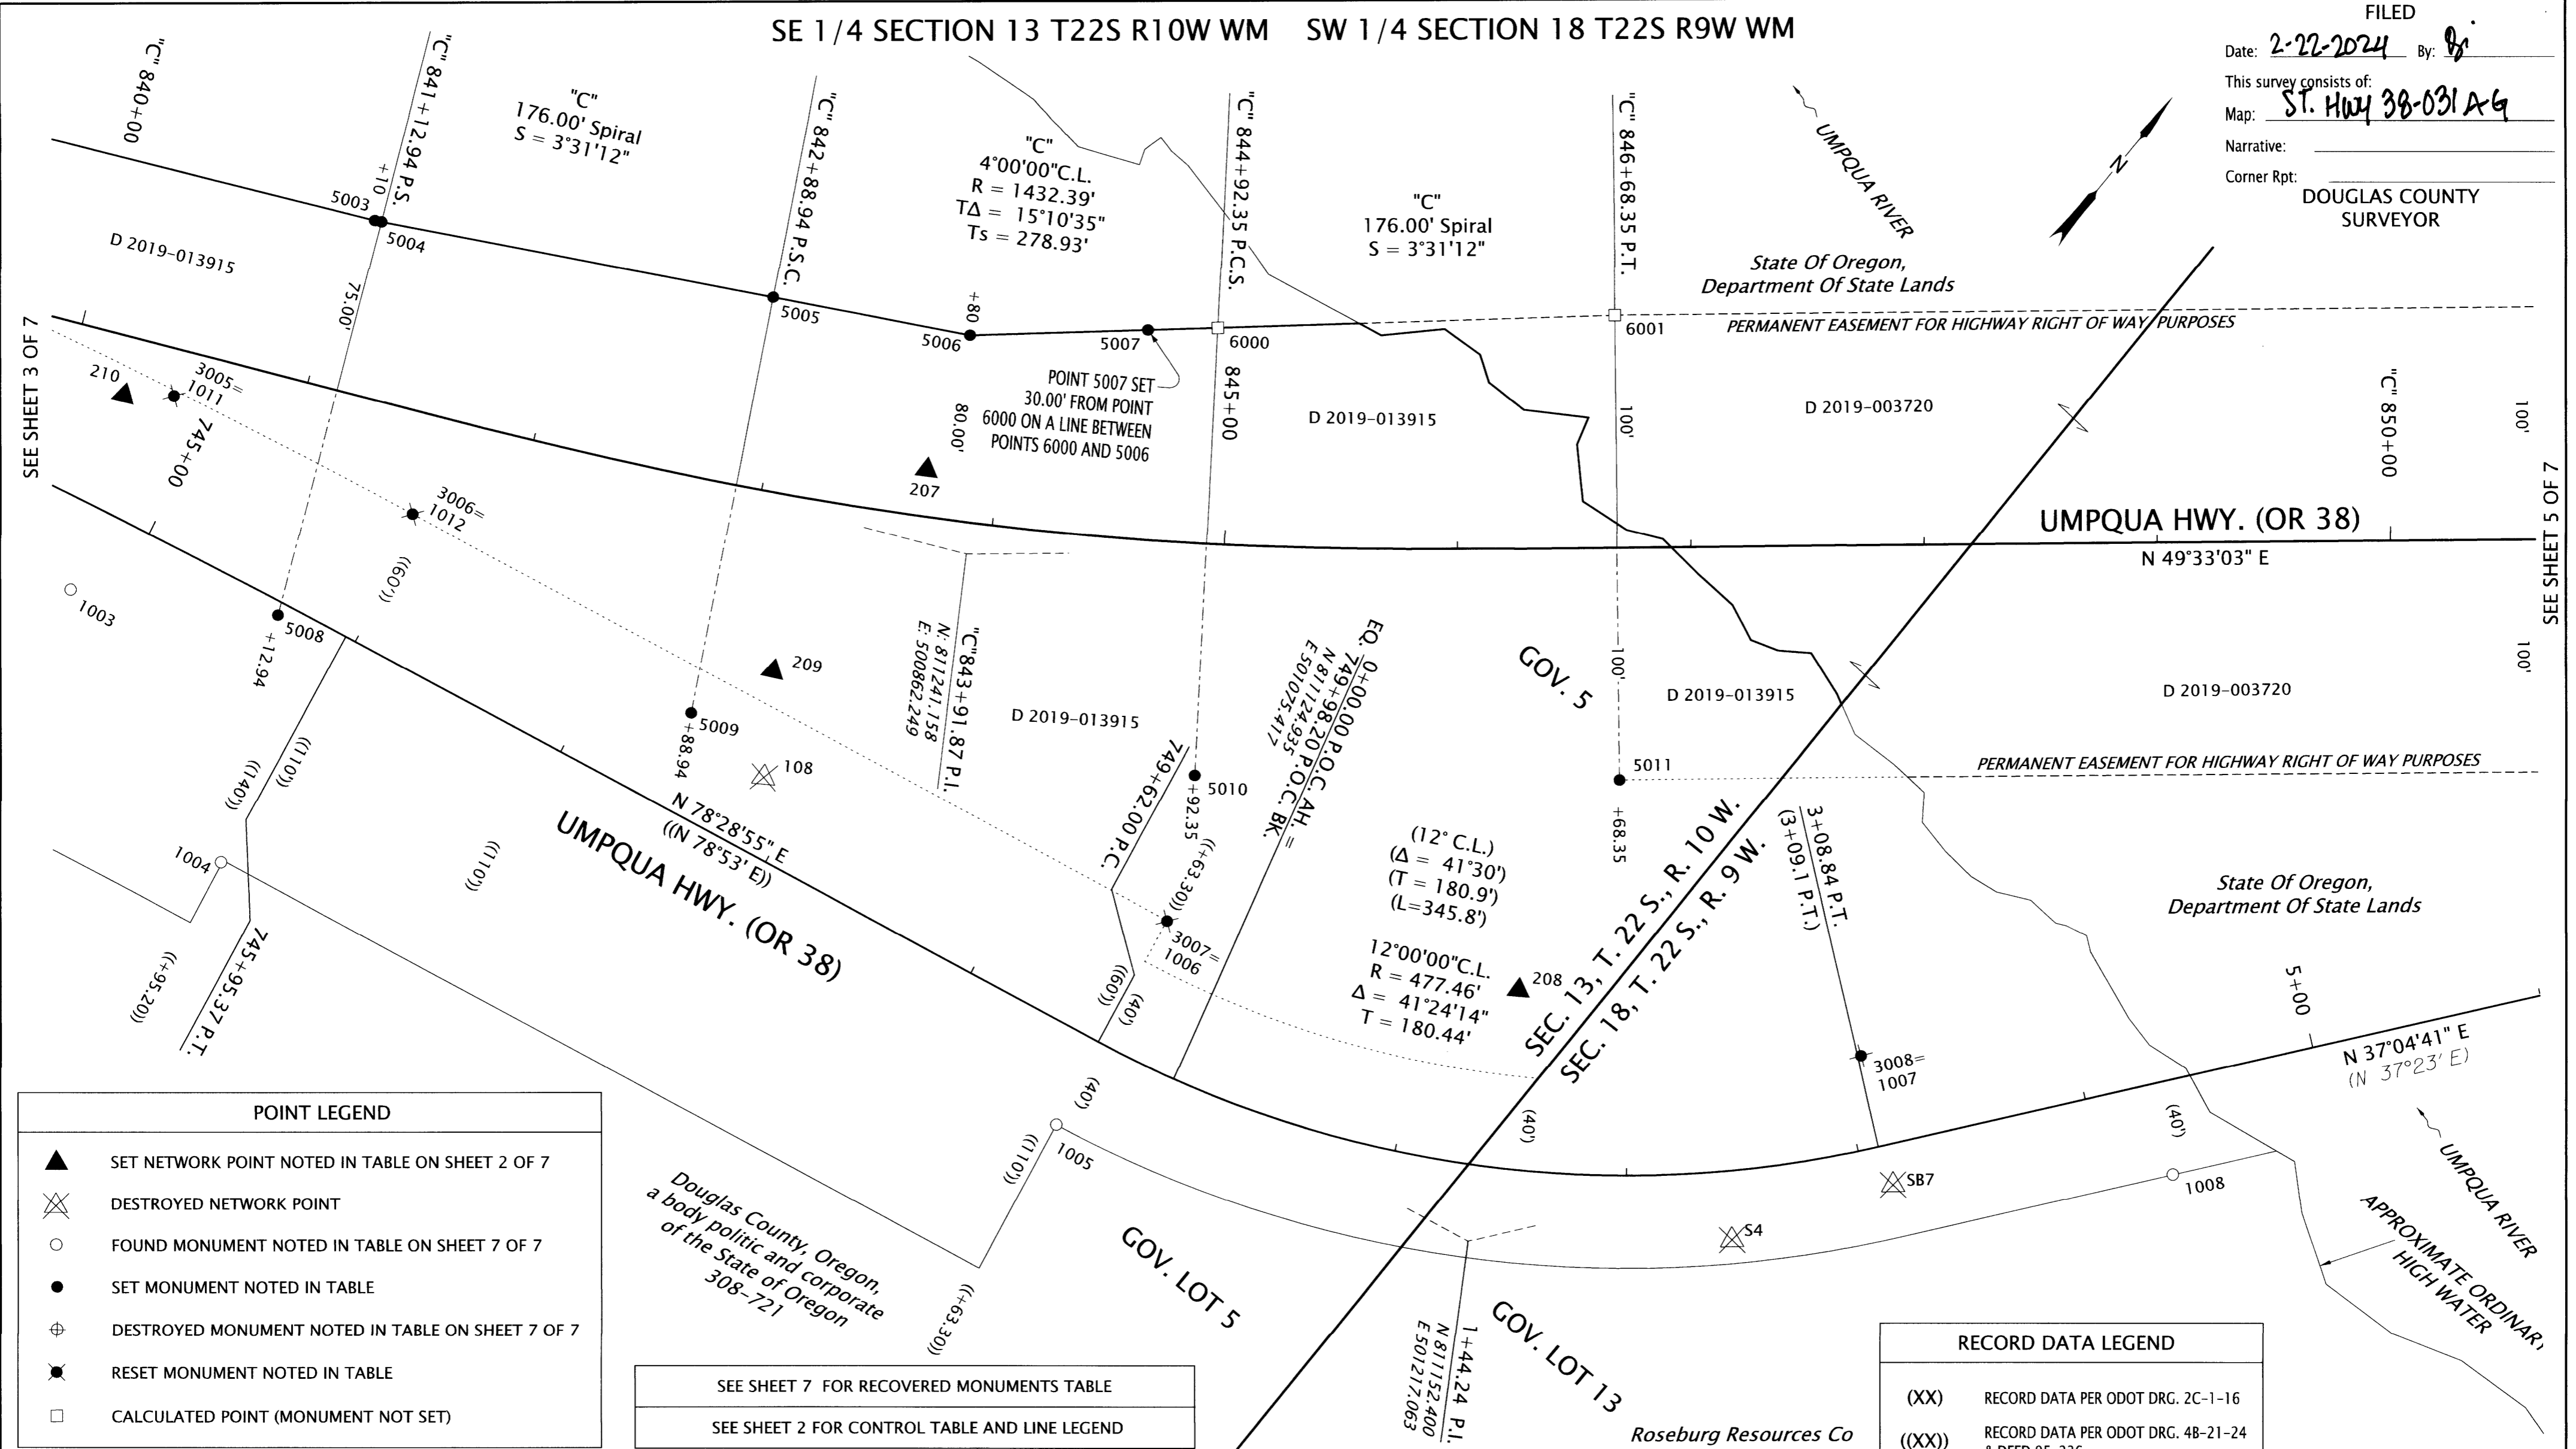 SE 1/4 SECTION 13 T22S R10W WM SW 1/4 SECTION 18 T22S R9W WM
FILED
Date: 2-22-2024 By:
This survey consists of:
Map: ST. HWY 38-031 A-G
Narrative:
Corner Rpt:
DOUGLAS COUNTY
SURVEYOR
"C" 840+00
"C" 841+12.94 P.S.
+10
"C"
176.00' Spiral
S = 3°31'12"
"C" 842+88.94 P.S.C.
"C"
4°00'00"C.L.
R = 1432.39'
TΔ = 15°10'35"
Ts = 278.93'
"C" 844+92.35 P.C.S.
"C"
176.00' Spiral
S = 3°31'12"
"C" 846+68.35 P.T.
UMPQUA RIVER
N
State Of Oregon,
Department Of State Lands
PERMANENT EASEMENT FOR HIGHWAY RIGHT OF WAY PURPOSES
5003
5004
D 2019-013915
75.00'
5005
+80
5006
5007
6000
6001
POINT 5007 SET
30.00' FROM POINT
6000 ON A LINE BETWEEN
POINTS 6000 AND 5006
80.00'
845+00
D 2019-013915
100'
D 2019-003720
"C" 850+00
100'
SEE SHEET 3 OF 7
SEE SHEET 5 OF 7
210
3005=
1011
745+00
207
3006=
1012
((60'))
UMPQUA HWY. (OR 38)
N 49°33'03" E
1003
5008
+12.94
209
5009
+88.94
108
"C"843+91.87 P.I.
N: 811241.158
E: 500862.249
D 2019-013915
749+62.00 P.C.
5010
+92.35
((+63.30))
EQ. 0+00.00 P.O.C. AH. =
749+98.20 P.O.C. BK.
N 811124.935
E 501075.417
GOV. 5
100'
D 2019-013915
D 2019-003720
100'
5011
+68.35
PERMANENT EASEMENT FOR HIGHWAY RIGHT OF WAY PURPOSES
((110'))
((140'))
1004
((110'))
N 78°28'55" E
((N 78°53' E))
UMPQUA HWY. (OR 38)
((+95.20))
745+95.37 P.T.
3007=
1006
((60'))
(40')
(12° C.L.)
(Δ = 41°30')
(T = 180.9')
(L=345.8')
12°00'00"C.L.
R = 477.46'
Δ = 41°24'14"
T = 180.44'
208
SEC. 13, T. 22 S., R. 10 W.
SEC. 18, T. 22 S., R. 9 W.
3+08.84 P.T.
(3+09.1 P.T.)
State Of Oregon,
Department Of State Lands
5+00
3008=
1007
N 37°04'41" E
(N 37°23' E)
(40')
(40')
(40')
((110'))
1005
SB7
S4
1008
UMPQUA RIVER
APPROXIMATE ORDINARY
HIGH WATER
Douglas County, Oregon,
a body politic and corporate
of the State of Oregon
308-721
((+63.30))
GOV. LOT 5
1+44.24 P.I.
N 811152.400
E 501217.063
GOV. LOT 13
Roseburg Resources Co
POINT LEGEND
SET NETWORK POINT NOTED IN TABLE ON SHEET 2 OF 7
DESTROYED NETWORK POINT
FOUND MONUMENT NOTED IN TABLE ON SHEET 7 OF 7
SET MONUMENT NOTED IN TABLE
DESTROYED MONUMENT NOTED IN TABLE ON SHEET 7 OF 7
RESET MONUMENT NOTED IN TABLE
CALCULATED POINT (MONUMENT NOT SET)
SEE SHEET 7 FOR RECOVERED MONUMENTS TABLE
SEE SHEET 2 FOR CONTROL TABLE AND LINE LEGEND
RECORD DATA LEGEND
(XX) RECORD DATA PER ODOT DRG. 2C-1-16
((XX)) RECORD DATA PER ODOT DRG. 4B-21-24